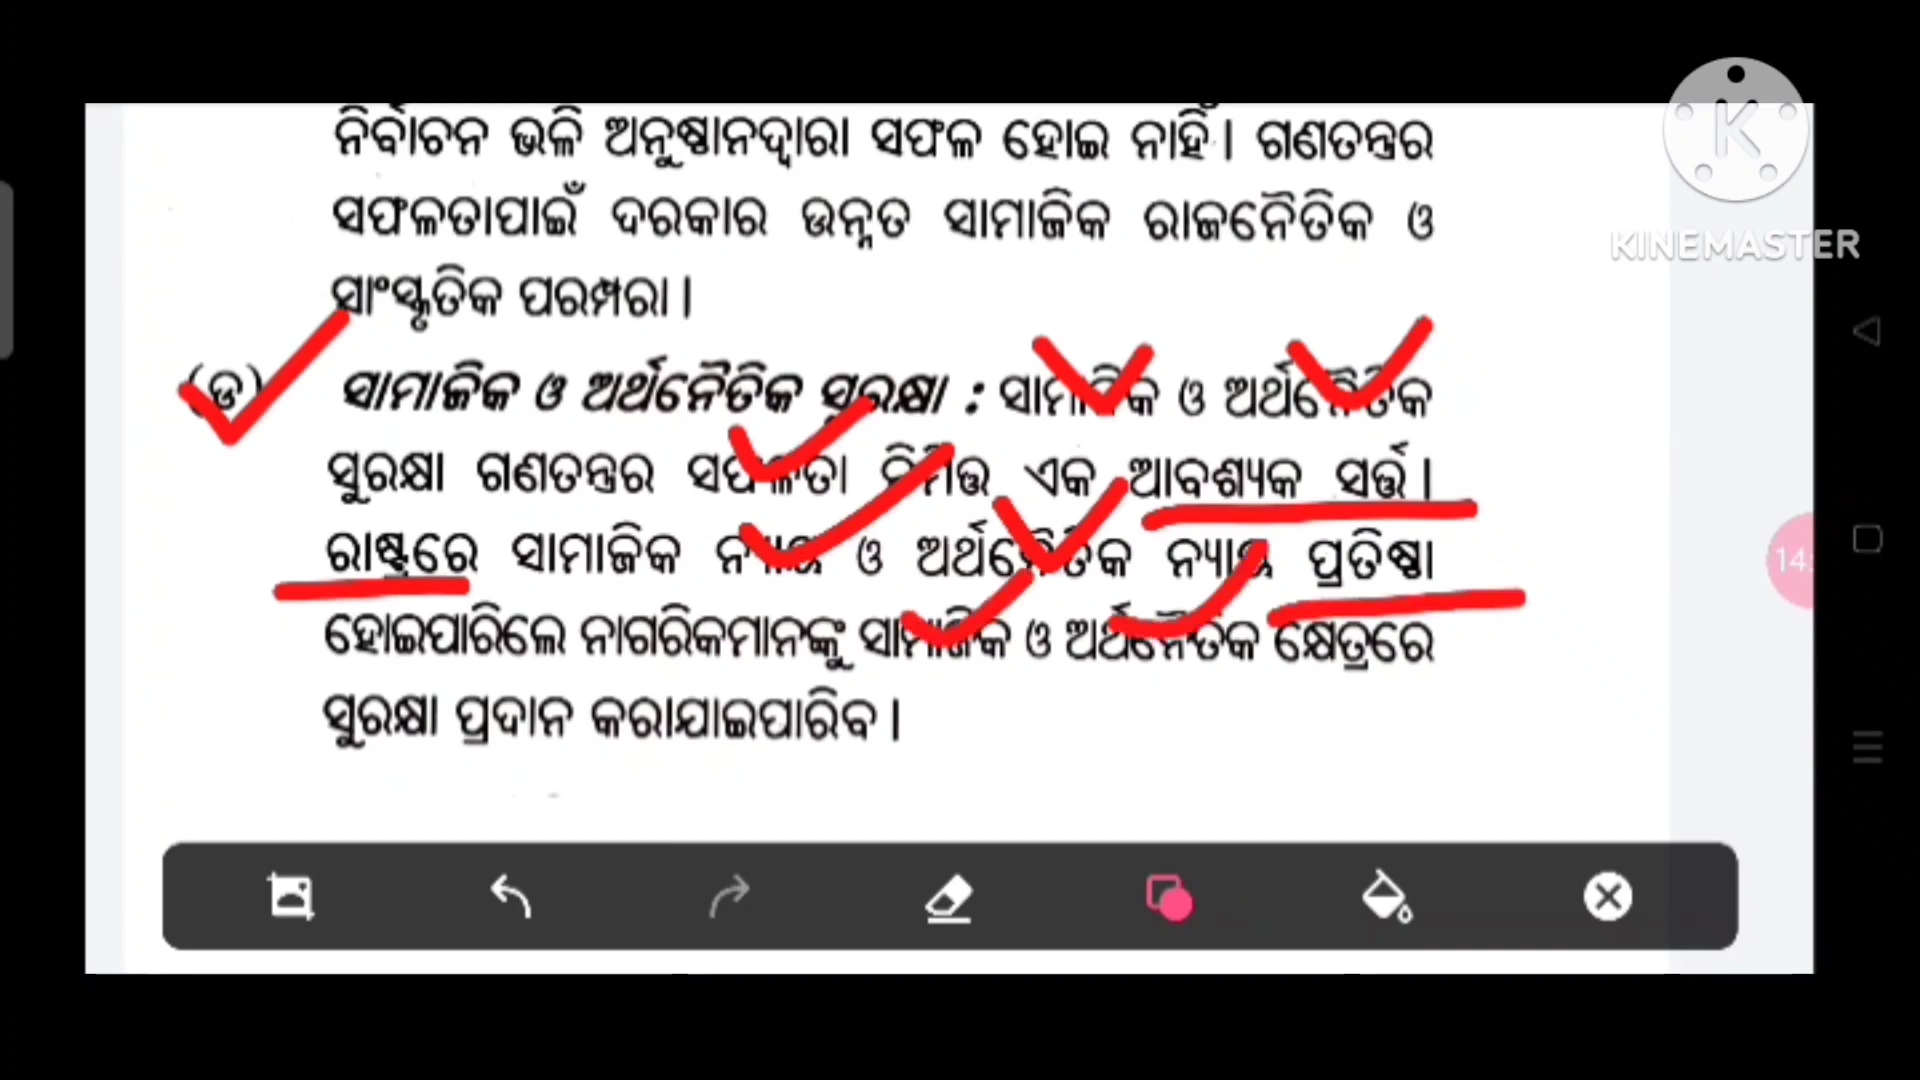 ନିର୍ବାଚନ ଭଳି ଅନୁଷ୍ଠାନଦ୍ୱାରା ସଫଳ ହୋଇ ନାହିଁ। ଗଣତନ୍ତ୍ରର
ସଫଳତାପାଇଁ ଦରକାର ଉନ୍ନତ ସାମାଜିକ ରାଜନୈତିକ ଓ
ସାଂସ୍କୃତିକ ପରମ୍ପରା।
(ଡ) ସାମାଜିକ ଓ ଅର୍ଥନୈତିକ ସୁରକ୍ଷା : ସାମାଜିକ ଓ ଅର୍ଥନୈତିକ
ସୁରକ୍ଷା ଗଣତନ୍ତ୍ରର ସଫଳତା ନିମିତ୍ତ ଏକ ଆବଶ୍ୟକ ସର୍ତ୍ତ।
ରାଷ୍ଟ୍ରରେ ସାମାଜିକ ନ୍ୟାୟ ଓ ଅର୍ଥନୈତିକ ନ୍ୟାୟ ପ୍ରତିଷ୍ଠା
ହୋଇପାରିଲେ ନାଗରିକମାନଙ୍କୁ ସାମାଜିକ ଓ ଅର୍ଥନୈତିକ କ୍ଷେତ୍ରରେ
ସୁରକ୍ଷା ପ୍ରଦାନ କରାଯାଇପାରିବ।
K
KINEMASTER